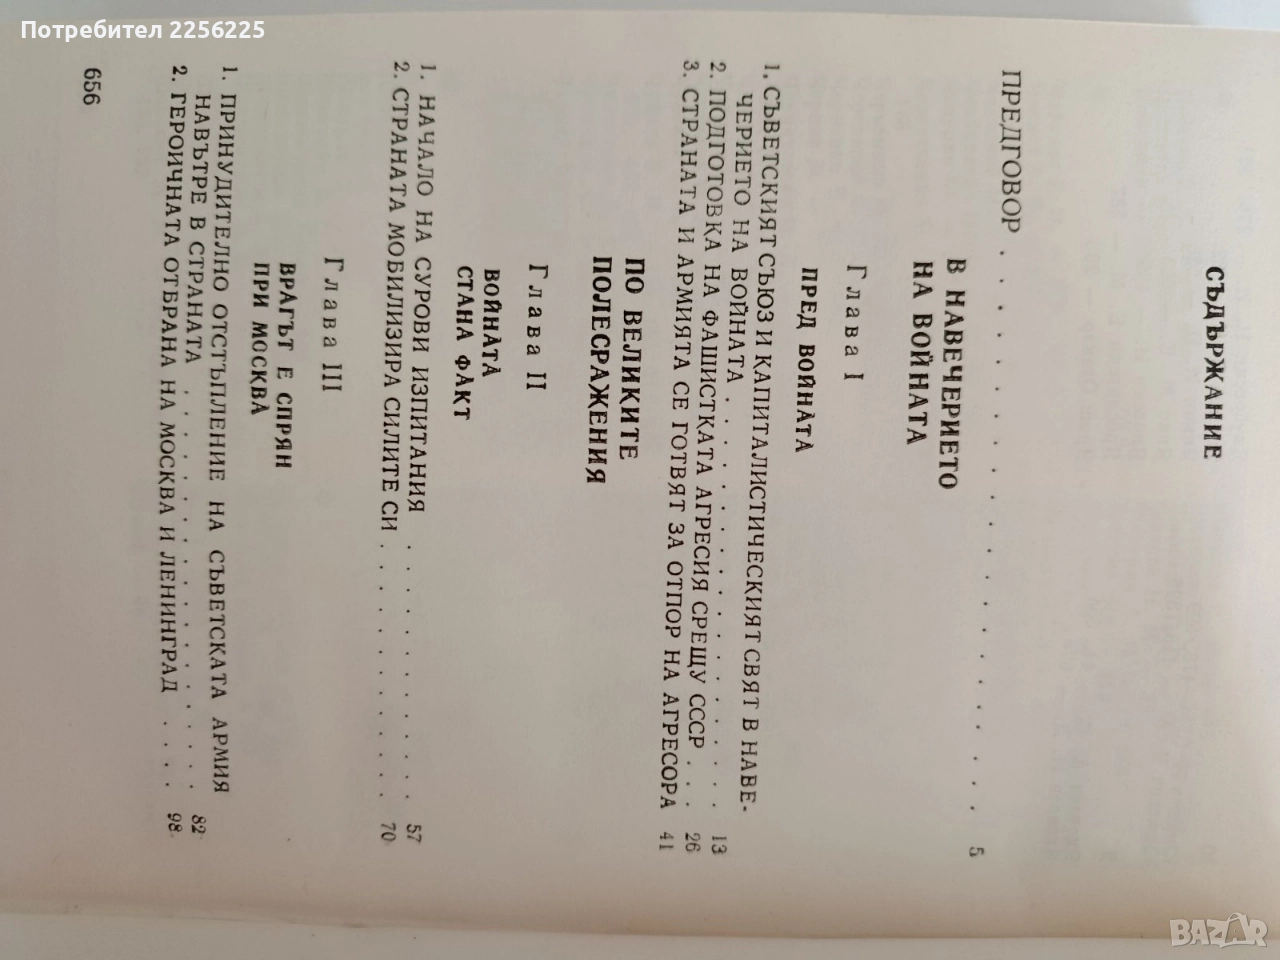 Потребител 2256225
СЪДЪРЖАНИЕ
ПРЕДГОВОР . . . . . . . . . . . . . . . . . . 5
В НАВЕЧЕРИЕТО
НА ВОЙНАТА
Глава I
ПРЕД ВОЙНАТА
1. СЪВЕТСКИЯТ СЪЮЗ И КАПИТАЛИСТИЧЕСКИЯТ СВЯТ В НАВЕ-
ЧЕРИЕТО НА ВОЙНАТА . . . . . . . . . . . . . . . 13
2. ПОДГОТОВКА НА ФАШИСТКАТА АГРЕСИЯ СРЕЩУ СССР . . . 26
3. СТРАНАТА И АРМИЯТА СЕ ГОТВЯТ ЗА ОТПОР НА АГРЕСОРА 41
ПО ВЕЛИКИТЕ
ПОЛЕСРАЖЕНИЯ
Глава II
ВОЙНАТА
СТАНА ФАКТ
1. НАЧАЛО НА СУРОВИ ИЗПИТАНИЯ . . . . . . . . . . . 57
2. СТРАНАТА МОБИЛИЗИРА СИЛИТЕ СИ . . . . . . . . . . 70
Глава III
ВРАГЪТ Е СПРЯН
ПРИ МОСКВА
1. ПРИНУДИТЕЛНО ОТСТЪПЛЕНИЕ НА СЪВЕТСКАТА АРМИЯ
НАВЪТРЕ В СТРАНАТА . . . . . . . . . . . . . . . . 82
2. ГЕРОИЧНАТА ОТБРАНА НА МОСКВА И ЛЕНИНГРАД . . . . 98
656
BAZAR